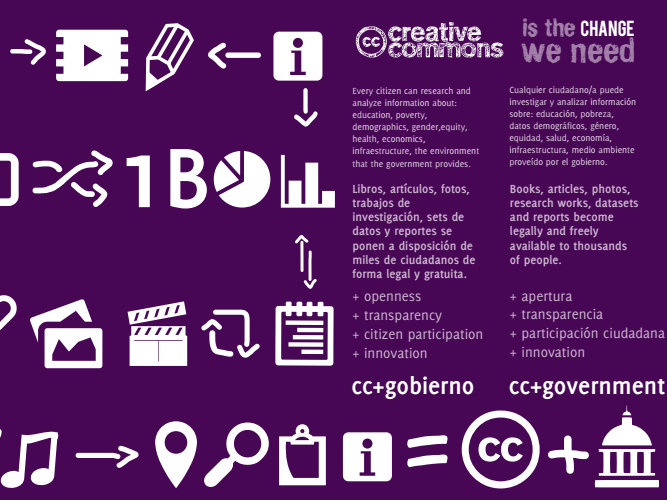 creative
commons
cc
is the CHANGE
we need
Every citizen can research and
analyze information about:
education, poverty,
demographics, gender,equity,
health, economics,
infraestructure, the environment
that the government provides.
Cualquier ciudadano/a puede
investigar y analizar información
sobre: educación, pobreza,
datos demográficos, género,
equidad, salud, economía,
infraestructura, medio ambiente
proveído por el gobierno.
1B
Libros, artículos, fotos,
trabajos de
investigación, sets de
datos y reportes se
ponen a disposición de
miles de ciudadanos de
forma legal y gratuita.
Books, articles, photos,
research works, datasets
and reports become
legally and freely
available to thousands
of people.
+ openness
+ transparency
+ citizen participation
+ innovation
+ apertura
+ transparencia
+ participación ciudadana
+ innovation
cc+gobierno
cc+government
i
i = cc +